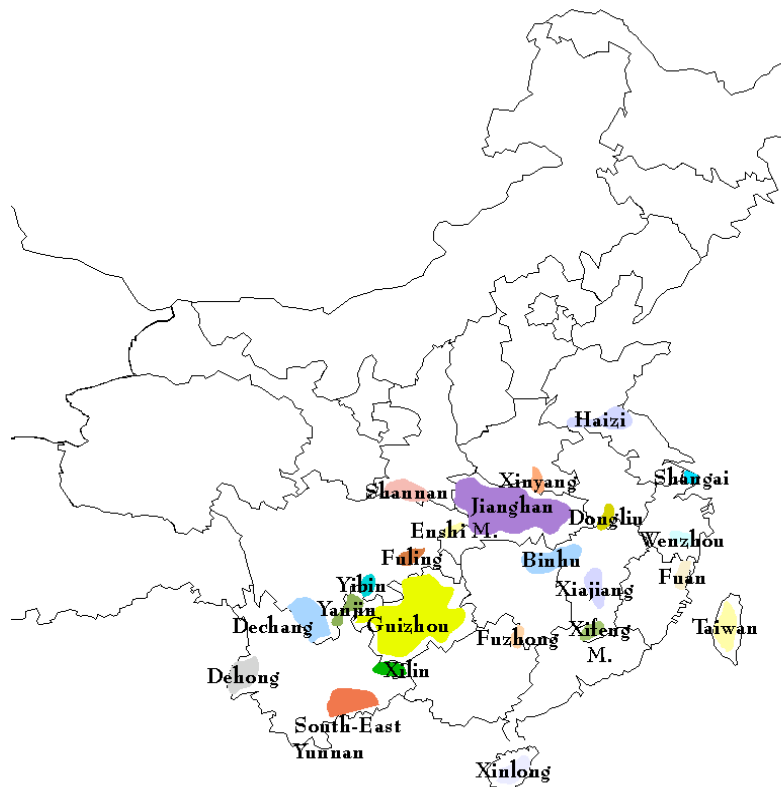 Haizi
Xinyang
Shangai
Shannan
Jianghan
Dongliu
Enshi M.
Wenzhou
Fuling
Binhu
Yibin
Xiajiang
Fuan
Yanjin
Dechang
Guizhou
Fuzhong
Xifeng
M.
Taiwan
Dehong
Xilin
South-East
Yunnan
Xinlong